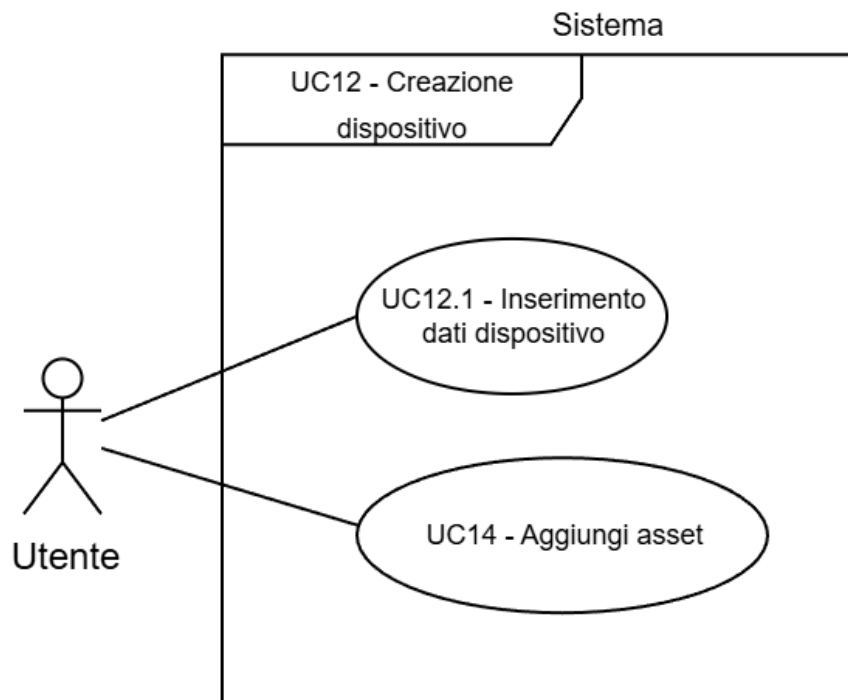 Sistema
UC12 - Creazione
dispositivo
UC12.1 - Inserimento
dati dispositivo
UC14 - Aggiungi asset
Utente